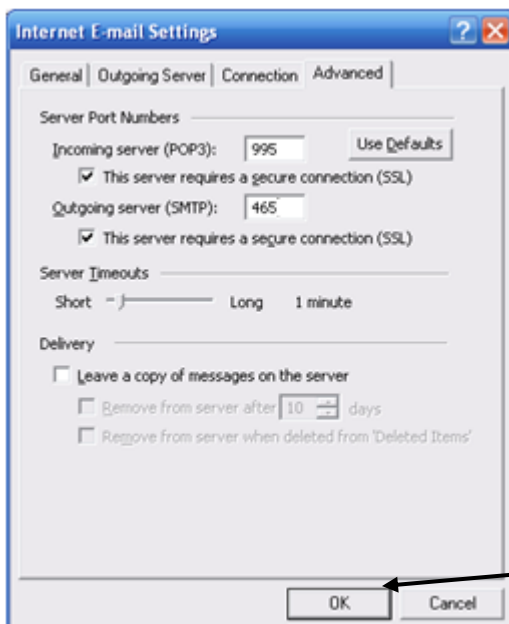 Internet E-mail Settings
General Outgoing Server Connection Advanced
Server Port Numbers
Incoming server (POP3): 995 Use Defaults
This server requires a secure connection (SSL)
Outgoing server (SMTP): 465
This server requires a secure connection (SSL)
Server Timeouts
Short Long 1 minute
Delivery
Leave a copy of messages on the server
Remove from server after 10 days
Remove from server when deleted from 'Deleted Items'
OK Cancel